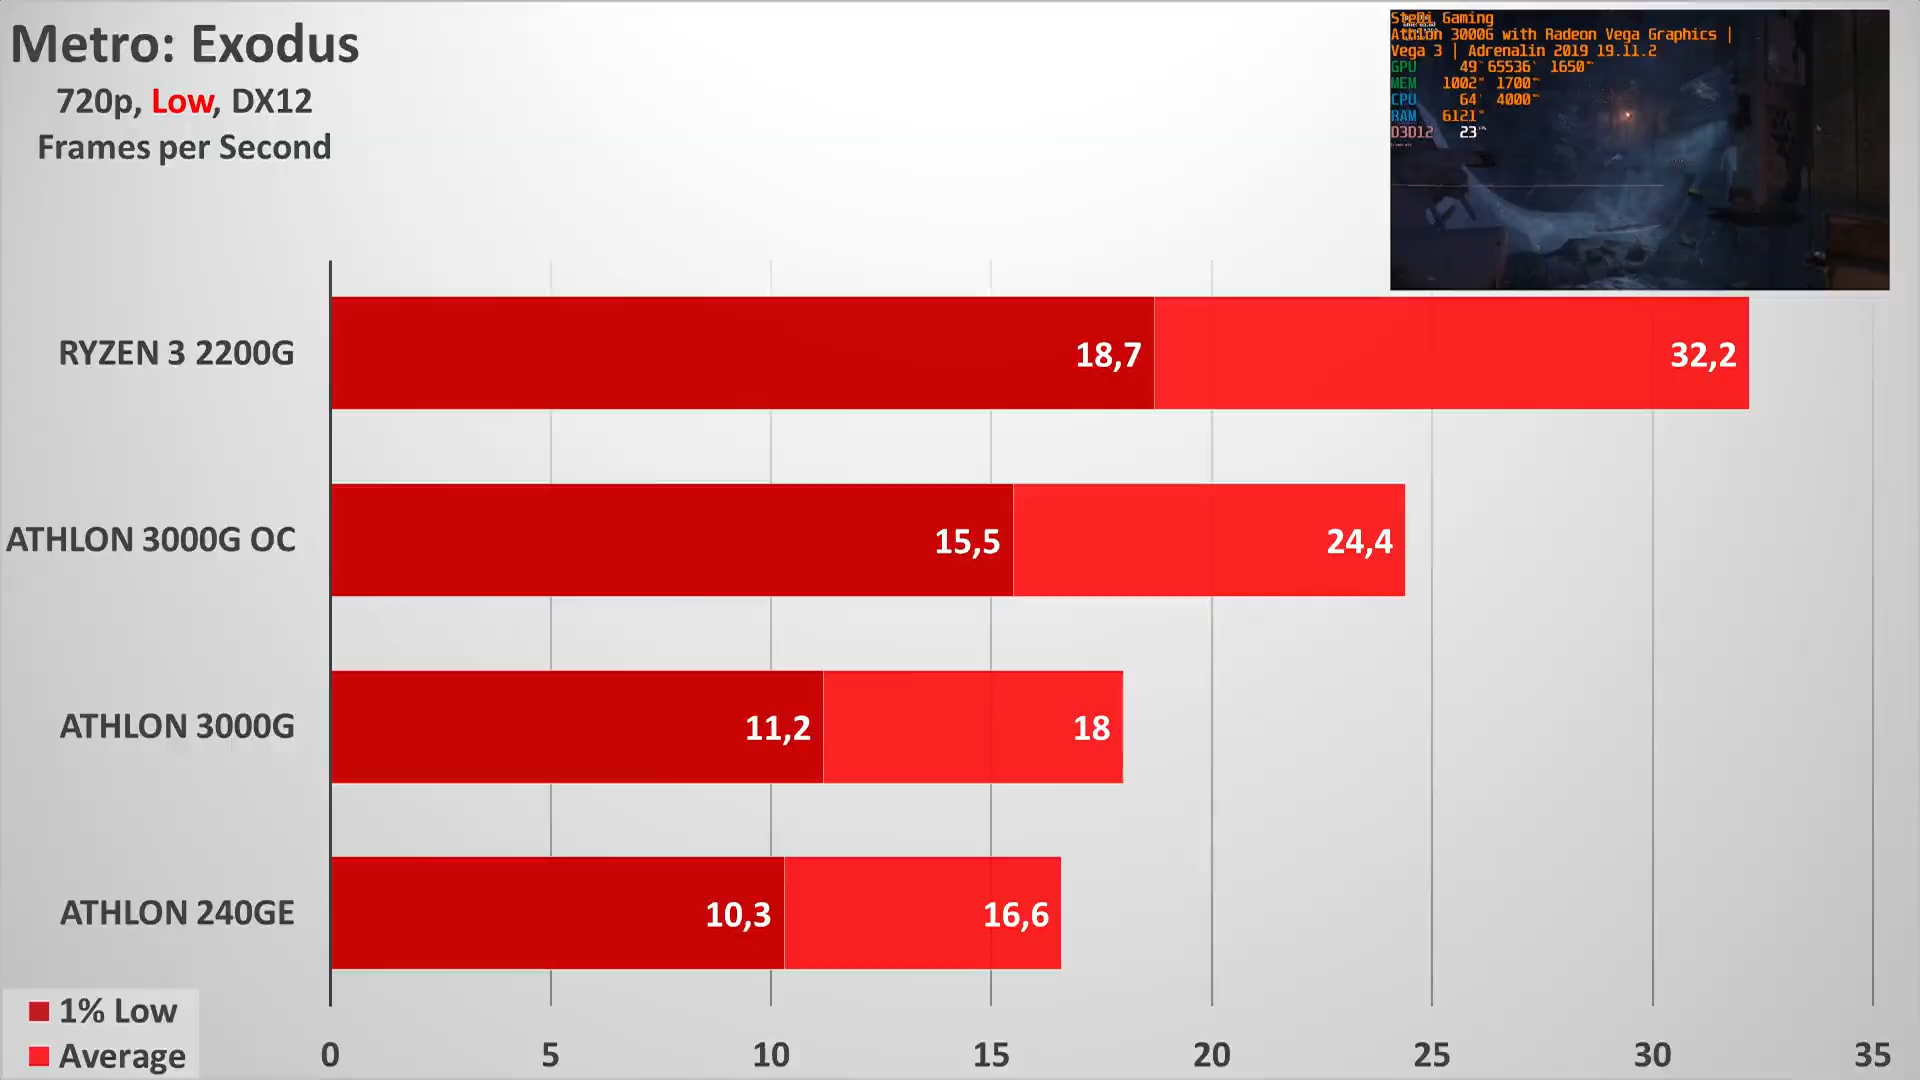 Metro: Exodus
720p, Low, DX12
Frames per Second
Gaming
Athlon 3000G with Radeon Vega Graphics |
Vega 3 | Adrenalin 2019 19.11.2
GPU 49 65536 1650
MEM 1002 1700
CPU 64 4000
RAM 6121
D3D12 23
RYZEN 3 2200G 18,7 32,2
ATHLON 3000G OC 15,5 24,4
ATHLON 3000G 11,2 18
ATHLON 240GE 10,3 16,6
1% Low
Average
0 5 10 15 20 25 30 35